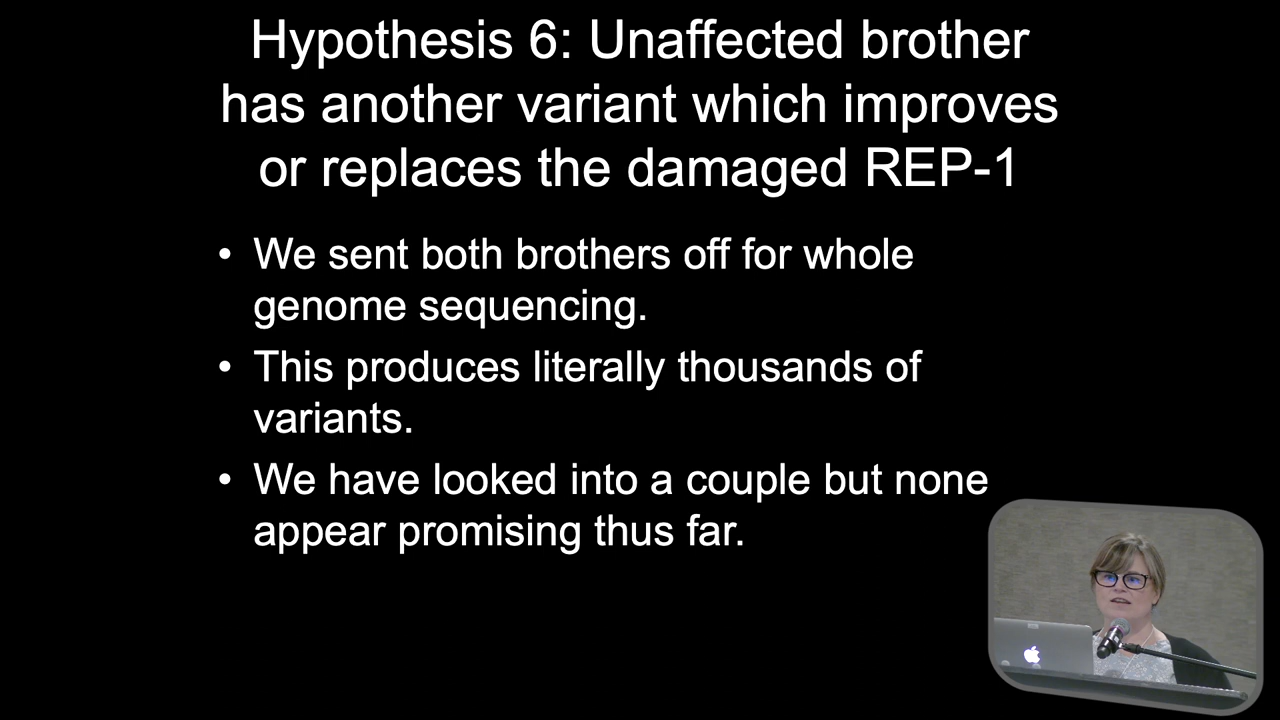 Hypothesis 6: Unaffected brother
has another variant which improves
or replaces the damaged REP-1
• We sent both brothers off for whole
genome sequencing.
• This produces literally thousands of
variants.
• We have looked into a couple but none
appear promising thus far.